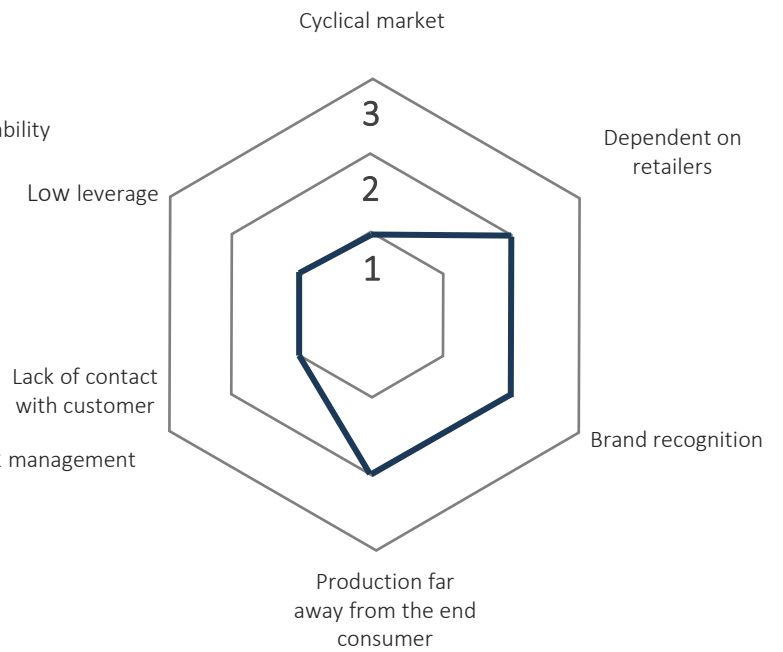 Cyclical market
3
Dependent on
retailers
Low leverage
2
1
Lack of contact
with customer
Brand recognition
management
Production far
away from the end
consumer